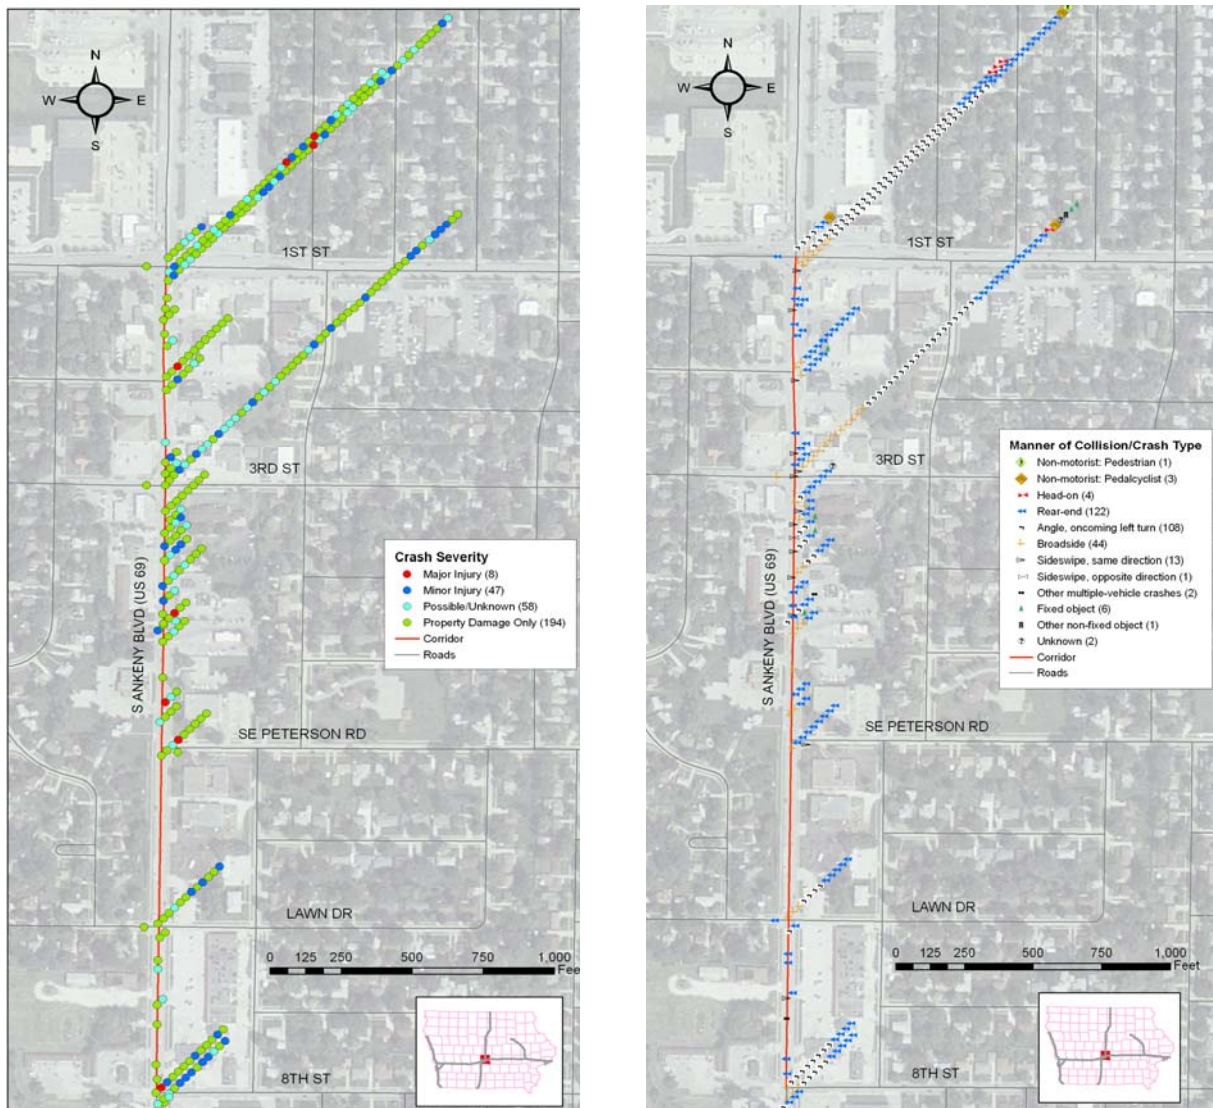 N
W E
S
1ST ST
3RD ST
S ANKENY BLVD (US 69)
Crash Severity
Major Injury (8)
Minor Injury (47)
Possible/Unknown (58)
Property Damage Only (194)
Corridor
Roads
SE PETERSON RD
LAWN DR
0 125 250 500 750 1,000
Feet
8TH ST
N
W E
S
1ST ST
3RD ST
S ANKENY BLVD (US 69)
Manner of Collision/Crash Type
Non-motorist: Pedestrian (1)
Non-motorist: Pedalcyclist (3)
Head-on (4)
Rear-end (122)
Angle, oncoming left turn (108)
Broadside (44)
Sideswipe, same direction (13)
Sideswipe, opposite direction (1)
Other multiple-vehicle crashes (2)
Fixed object (6)
Other non-fixed object (1)
Unknown (2)
Corridor
Roads
SE PETERSON RD
LAWN DR
0 125 250 500 750 1,000
Feet
8TH ST